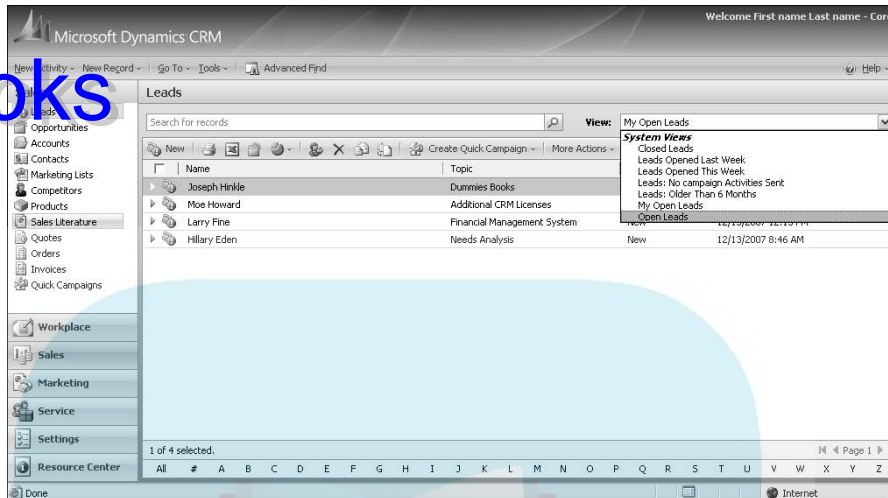 Welcome First name Last name - Cor
Microsoft Dynamics CRM
New Activity New Record Go To Tools Advanced Find Help
oks
Leads
Leads
Opportunities
Accounts
Contacts
Marketing Lists
Competitors
Products
Sales Literature
Quotes
Orders
Invoices
Quick Campaigns
Workplace
Sales
Marketing
Service
Settings
Resource Center
Search for records View: My Open Leads
System Views
Closed Leads
Leads Opened Last Week
Leads Opened This Week
Leads: No campaign Activities Sent
Leads: Older Than 6 Months
My Open Leads
Open Leads
New Create Quick Campaign More Actions
Name Topic
Joseph Hinkle Dummies Books
Moe Howard Additional CRM Licenses
Larry Fine Financial Management System
Hillary Eden Needs Analysis New 12/13/2007 8:46 AM
1 of 4 selected. Page 1
All # A B C D E F G H I J K L M N O P Q R S T U V W X Y Z
Done Internet